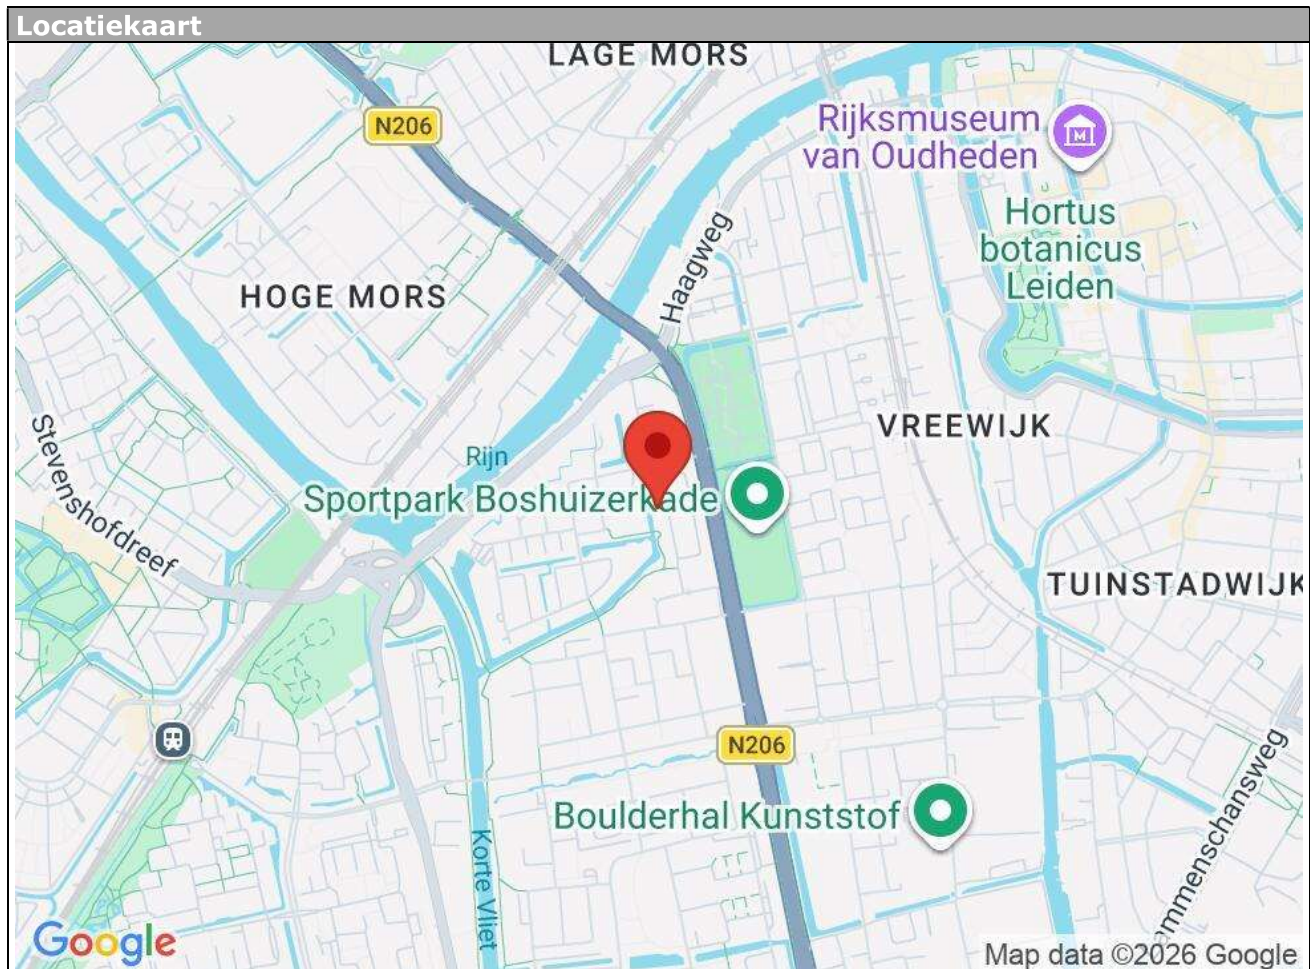 Locatiekaart
LAGE MORS
N206
Rijksmuseum
van Oudheden
Hortus
botanicus
Leiden
Haagweg
HOGE MORS
VREEWIJK
Stevenshofdreef
Rijn
Sportpark Boshuizerkade
TUINSTADWIJK
N206
Boulderhal Kunststof
Korte Vliet
ammenschansweg
Google
Map data ©2026 Google